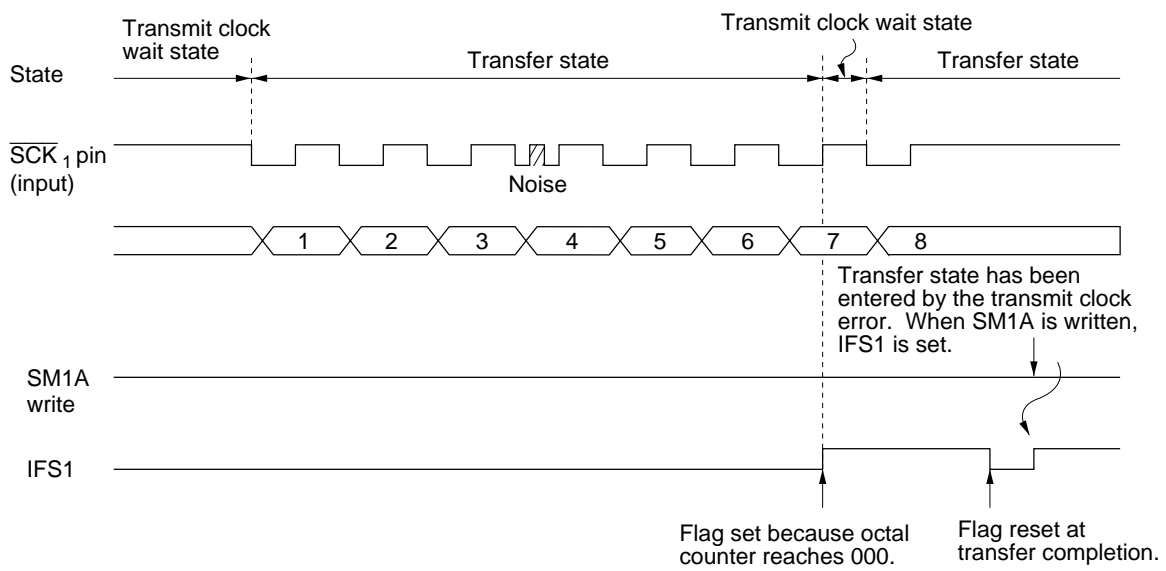 Transmit clock
wait state
Transmit clock wait state
State
Transfer state
Transfer state
SCK 1 pin
(input)
Noise
1 2 3 4 5 6 7 8
Transfer state has been
entered by the transmit clock
error. When SM1A is written,
IFS1 is set.
SM1A
write
IFS1
Flag set because octal
counter reaches 000.
Flag reset at
transfer completion.